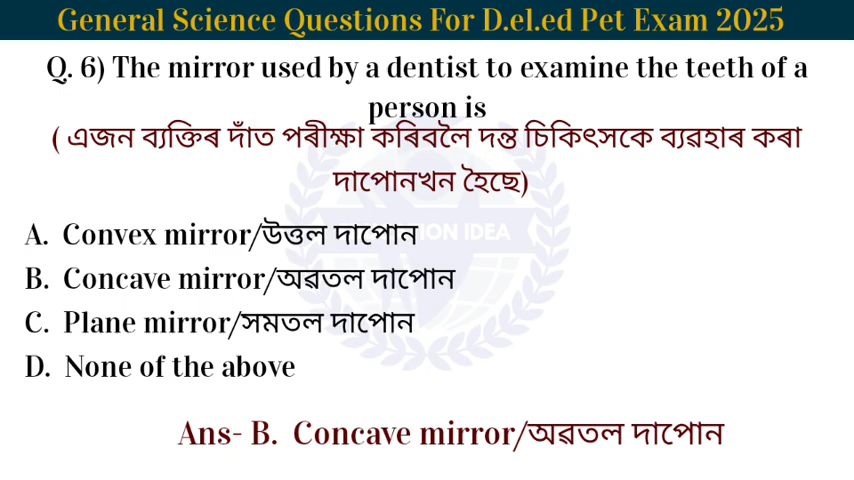 General Science Questions For D.el.ed Pet Exam 2025
Q. 6) The mirror used by a dentist to examine the teeth of a
person is
( এজন ব্যক্তিৰ দাঁত পৰীক্ষা কৰিবলৈ দন্ত চিকিৎসকে ব্যৱহাৰ কৰা
দাপোনখন হৈছে)
A. Convex mirror/উত্তল দাপোন
B. Concave mirror/অৱতল দাপোন
C. Plane mirror/সমতল দাপোন
D. None of the above
Ans- B. Concave mirror/অৱতল দাপোন